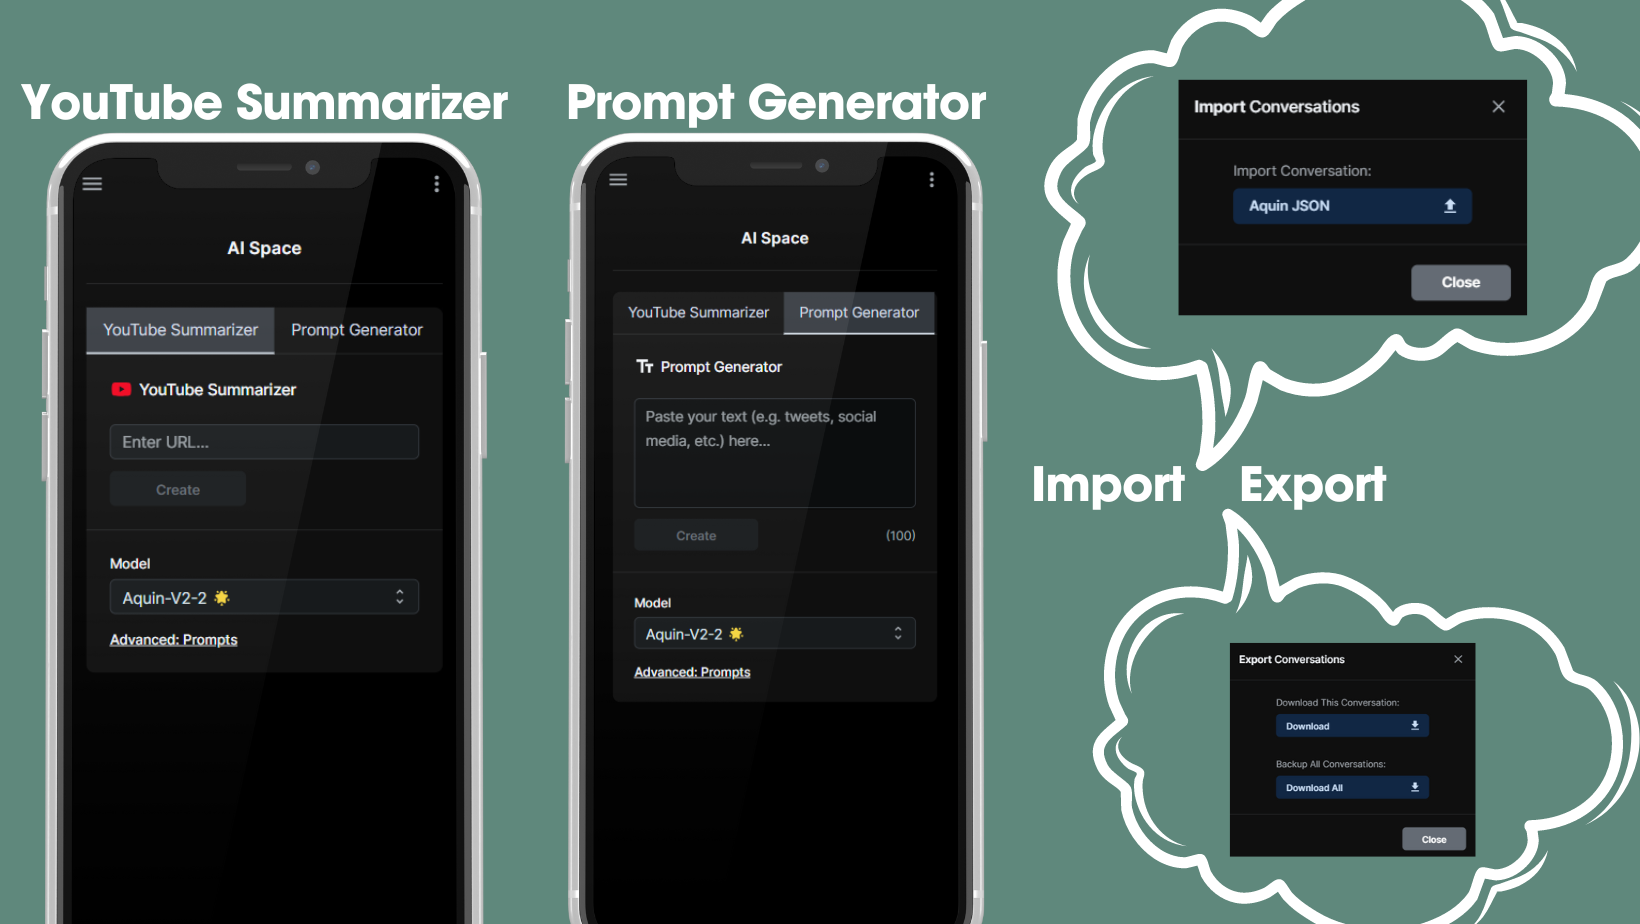 YouTube Summarizer
AI Space
YouTube Summarizer
Prompt Generator
YouTube Summarizer
Enter URL...
Create
Model
Aquin-V2-2
Advanced: Prompts
Prompt Generator
AI Space
YouTube Summarizer
Prompt Generator
Prompt Generator
Paste your text (e.g. tweets, social
media, etc.) here...
Create
(100)
Model
Aquin-V2-2
Advanced: Prompts
Import Conversations
Import Conversation:
Aquin JSON
Close
Import
Export
Export Conversations
Download This Conversation:
Download
Backup All Conversations:
Download All
Close